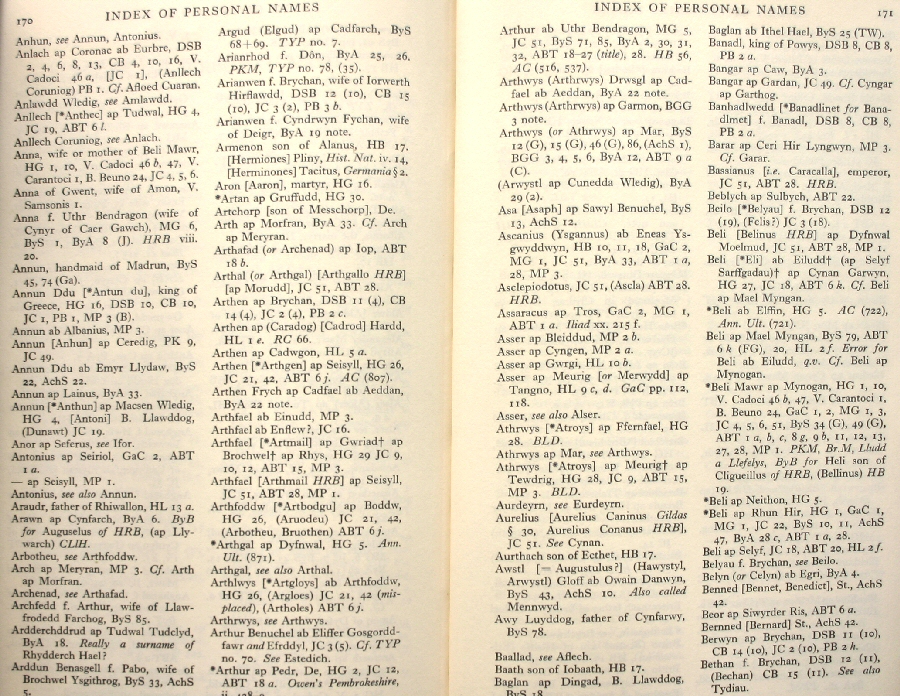 170
INDEX OF PERSONAL NAMES
Anhun, see Annun, Antonius.
Anlach ap Coronac ab Eurbre, DSB
2, 4, 6, 8, 13, CB 4, 10, 16, V.
Cadoci 46 a, [JC 1], (Anllech
Coruniog) PB 1. Cf. Afloed Cuaran.
Anlawdd Wledig, see Amlawdd.
Anllech [*Anthec] ap Tudwal, HG 4,
JC 19, ABT 6 l.
Anllech Coruniog, see Anlach.
Anna, wife or mother of Beli Mawr,
HG 1, 10, V. Cadoci 46 b, 47, V.
Carantoci 1, B. Beuno 24, JC 4, 5, 6.
Anna of Gwent, wife of Amon, V.
Samsonis 1.
Anna f. Uthr Bendragon (wife of
Cynyr of Caer Gawch), MG 6,
ByS 1, ByA 8 (J). HRB viii.
20.
Annun, handmaid of Madrun, ByS
45, 74 (Ga).
Annun Ddu [*Antun du], king of
Greece, HG 16, DSB 10, CB 10,
JC 1, PB 1, MP 3 (B).
Annun ab Albanius, MP 3.
Annun [Anhun] ap Ceredig, PK 9,
JC 49.
Annun Ddu ab Emyr Llydaw, ByS
22, AchS 22.
Annun ap Lainus, ByA 33.
Annun [*Anthun] ap Macsen Wledig,
HG 4, [Antoni] B. Llawddog,
(Dunawt) JC 19.
Anor ap Seferus, see Ifor.
Antonius ap Seiriol, GaC 2, ABT
1 a.
— ap Seisyll, MP 1.
Antonius, see also Annun.
Araudr, father of Rhiwallon, HL 13 a.
Arawn ap Cynfarch, ByA 6. ByB
for Auguselus of HRB, (ap Lly-
warch) CLlH.
Arbotheu, see Arthfoddw.
Arch ap Meryran, MP 3. Cf. Arth
ap Morfran.
Archenad, see Arthafad.
Archfedd f. Arthur, wife of Llaw-
frodedd Farchog, ByS 85.
Ardderchddrud ap Tudwal Tudclyd,
ByA 18. Really a surname of
Rhydderch Hael?
Arddun Benasgell f. Pabo, wife of
Brochwel Ysgithrog, ByS 33, AchS
5.
Argud (Elgud) ap Cadfarch, ByS
68+69. TYP no. 7.
Arianrhod f. Dôn, ByA 25, 26.
PKM, TYP no. 78, (35).
Arianwen f. Brychan, wife of Iorwerth
Hirflawdd, DSB 12 (10), CB 15
(10), JC 3 (2), PB 3 b.
Arianwen f. Cyndrwyn Fychan, wife
of Deigr, ByA 19 note.
Armenon son of Alanus, HB 17.
[Hermiones] Pliny, Hist. Nat. iv. 14,
[Herminones] Tacitus, Germania § 2.
Aron [Aaron], martyr, HG 16.
*Artan ap Gruffudd, HG 30.
Artchorp [son of Messchorp], De.
Arth ap Morfran, ByA 33. Cf. Arch
ap Meryran.
Arthafad (or Archenad) ap Iop, ABT
18 b.
Arthal (or Arthgal) [Arthgallo HRB]
[ap Morudd], JC 51, ABT 28.
Arthen ap Brychan, DSB 11 (4), CB
14 (4), JC 2 (4), PB 2 c.
Arthen ap (Caradog) [Cadrod] Hardd,
HL 1 e. RC 66.
Arthen ap Cadwgon, HL 5 a.
Arthen [*Arthgen] ap Seisyll, HG 26,
JC 21, 42, ABT 6 j. AC (807).
Arthen Frych ap Cadfael ab Aeddan,
ByA 22 note.
Arthfael ab Einudd, MP 3.
Arthfael ab Enflew?, JC 16.
Arthfael [*Artmail] ap Gwriad† ap
Brochwel† ap Rhys, HG 29 JC 9,
10, 12, ABT 15, MP 3.
Arthfael [Arthmail HRB] ap Seisyll,
JC 51, ABT 28, MP 1.
Arthfoddw [*Artbodgu] ap Boddw,
HG 26, (Aruodeu) JC 21, 42,
(Arbotheu, Bruothen) ABT 6 j.
*Arthgal ap Dyfnwal, HG 5. Ann.
Ult. (871).
Arthgal, see also Arthal.
Arthlwys [*Artgloys] ab Arthfoddw,
HG 26, (Argloes) JC 21, 42 (mis-
placed), (Artholes) ABT 6 j.
Arthrwys, see Arthwys.
Arthur Benuchel ab Eliffer Gosgordd-
fawr and Efrddyl, JC 3 (5). Cf. TYP
no. 70. See Estedich.
*Arthur ap Pedr, De, HG 2, JC 12,
ABT 18 a. Owen's Pembrokeshire,
INDEX OF PERSONAL NAMES
171
Arthur ab Uthr Bendragon, MG 5,
JC 51, ByS 71, 85, ByA 2, 30, 31,
32, ABT 18-27 (title), 28. HB 56,
AC (516, 537).
Arthwys (Arthrwys) Drwsgl ap Cad-
fael ab Aeddan, ByA 22 note.
Arthwys (Arthrwys) ap Garmon, BGG
3 note.
Arthwys (or Athrwys) ap Mar, ByS
12 (G), 15 (G), 46 (G), 86, (AchS 1),
BGG 3, 4, 5, 6, ByA 12, ABT 9 a
(C).
(Arwystl ap Cunedda Wledig), ByA
29 (2).
Asa [Asaph] ap Sawyl Benuchel, ByS
13, AchS 12.
Ascanius (Ysgannus) ab Eneas Ys-
gwyddwyn, HB 10, 11, 18, GaC 2,
MG 1, JC 51, ByA 33, ABT 1 a,
28, MP 3.
Asclepiodotus, JC 51, (Ascla) ABT 28.
HRB.
Assaracus ap Tros, GaC 2, MG 1,
ABT 1 a. Iliad xx. 215 f.
Asser ap Bleiddud, MP 2 b.
Asser ap Cyngen, MP 2 a.
Asser ap Gwrgi, HL 10 b.
Asser ap Meurig [or Merwydd] ap
Tangno, HL 9 c, d. GaC pp. 112,
118.
Asser, see also Alser.
Athrwys [*Atroys] ap Ffernfael, HG
28. BLD.
Athrwys ap Mar, see Arthwys.
Athrwys [*Atroys] ap Meurig† ap
Tewdrig, HG 28, JC 9, ABT 15,
MP 3. BLD.
Aurdeyrn, see Eurdeyrn.
Aurelius [Aurelius Caninus Gildas
§ 30, Aurelius Conanus HRB],
JC 51. See Cynan.
Aurthach son of Ecthet, HB 17.
Awstl [= Augustulus?] (Hawystyl,
Arwystl) Gloff ab Owain Danwyn,
ByS 43, AchS 10. Also called
Mennwyd.
Awy Luyddog, father of Cynfarwy,
ByS 78.
Baallad, see Aflech.
Baath son of Iobaath, HB 17.
Baglan ap Dingad, B. Llawddog,
ByS 18.
Baglan ab Ithel Hael, ByS 25 (TW).
Banadl, king of Powys, DSB 8, CB 8,
PB 2 a.
Bangar ap Caw, ByA 3.
Bangar ap Gardan, JC 49. Cf. Cyngar
ap Garthog.
Banhadlwedd [*Banadlinet for Bana-
dlmet] f. Banadl, DSB 8, CB 8,
PB 2 a.
Barar ap Ceri Hir Lyngwyn, MP 3.
Cf. Garar.
Bassianus [i.e. Caracalla], emperor,
JC 51, ABT 28. HRB.
Beblych ap Sulbych, ABT 22.
Beilo [*Belyau] f. Brychan, DSB 12
(19), (Felis?) JC 3 (18).
Beli [Belinus HRB] ap Dyfnwal
Moelmud, JC 51, ABT 28, MP 1.
Beli [*Eli] ab Eiludd† (ap Selyf
Sarffgadau)† ap Cynan Garwyn,
HG 27, JC 18, ABT 6 k. Cf. Beli
ap Mael Myngan.
*Beli ab Elffin, HG 5. AC (722),
Ann. Ult. (721).
Beli ap Mael Myngan, ByS 79, ABT
6 k (FG), 20, HL 2 f. Error for
Beli ab Eiludd, q.v. Cf. Beli ap
Mynogan.
*Beli Mawr ap Mynogan, HG 1, 10,
V. Cadoci 46 b, 47, V. Carantoci 1,
B. Beuno 24, GaC 1, 2, MG 1, 3,
JC 4, 5, 6, 51, ByS 34 (G), 49 (G),
ABT 1 a, b, c, 8 g, 9 b, 11, 12, 13,
27, 28, MP 1. PKM, Br.M, Lludd
a Llefelys, ByB for Heli son of
Cligueillus of HRB, (Bellinus) HB
19.
*Beli ap Neithon, HG 5.
*Beli ap Rhun Hir, HG 1, GaC 1,
MG 1, JC 22, ByS 10, 11, AchS
47, ByA 28 c, ABT 1 a, 28.
Beli ap Selyf, JC 18, ABT 20, HL 2 f.
Belyau f. Brychan, see Beilo.
Belyn (or Celyn) ab Egri, ByA 4.
Benned [Bennet, Benedict], St., AchS
42.
Beor ap Siwyrder Ris, ABT 6 a.
Bernned [Bernard] St., AchS 42.
Berwyn ap Brychan, DSB 11 (10),
CB 14 (10), JC 2 (10), PB 2 k.
Bethan f. Brychan, DSB 12 (11),
(Bechan) CB 15 (11). See also
Tydiau.